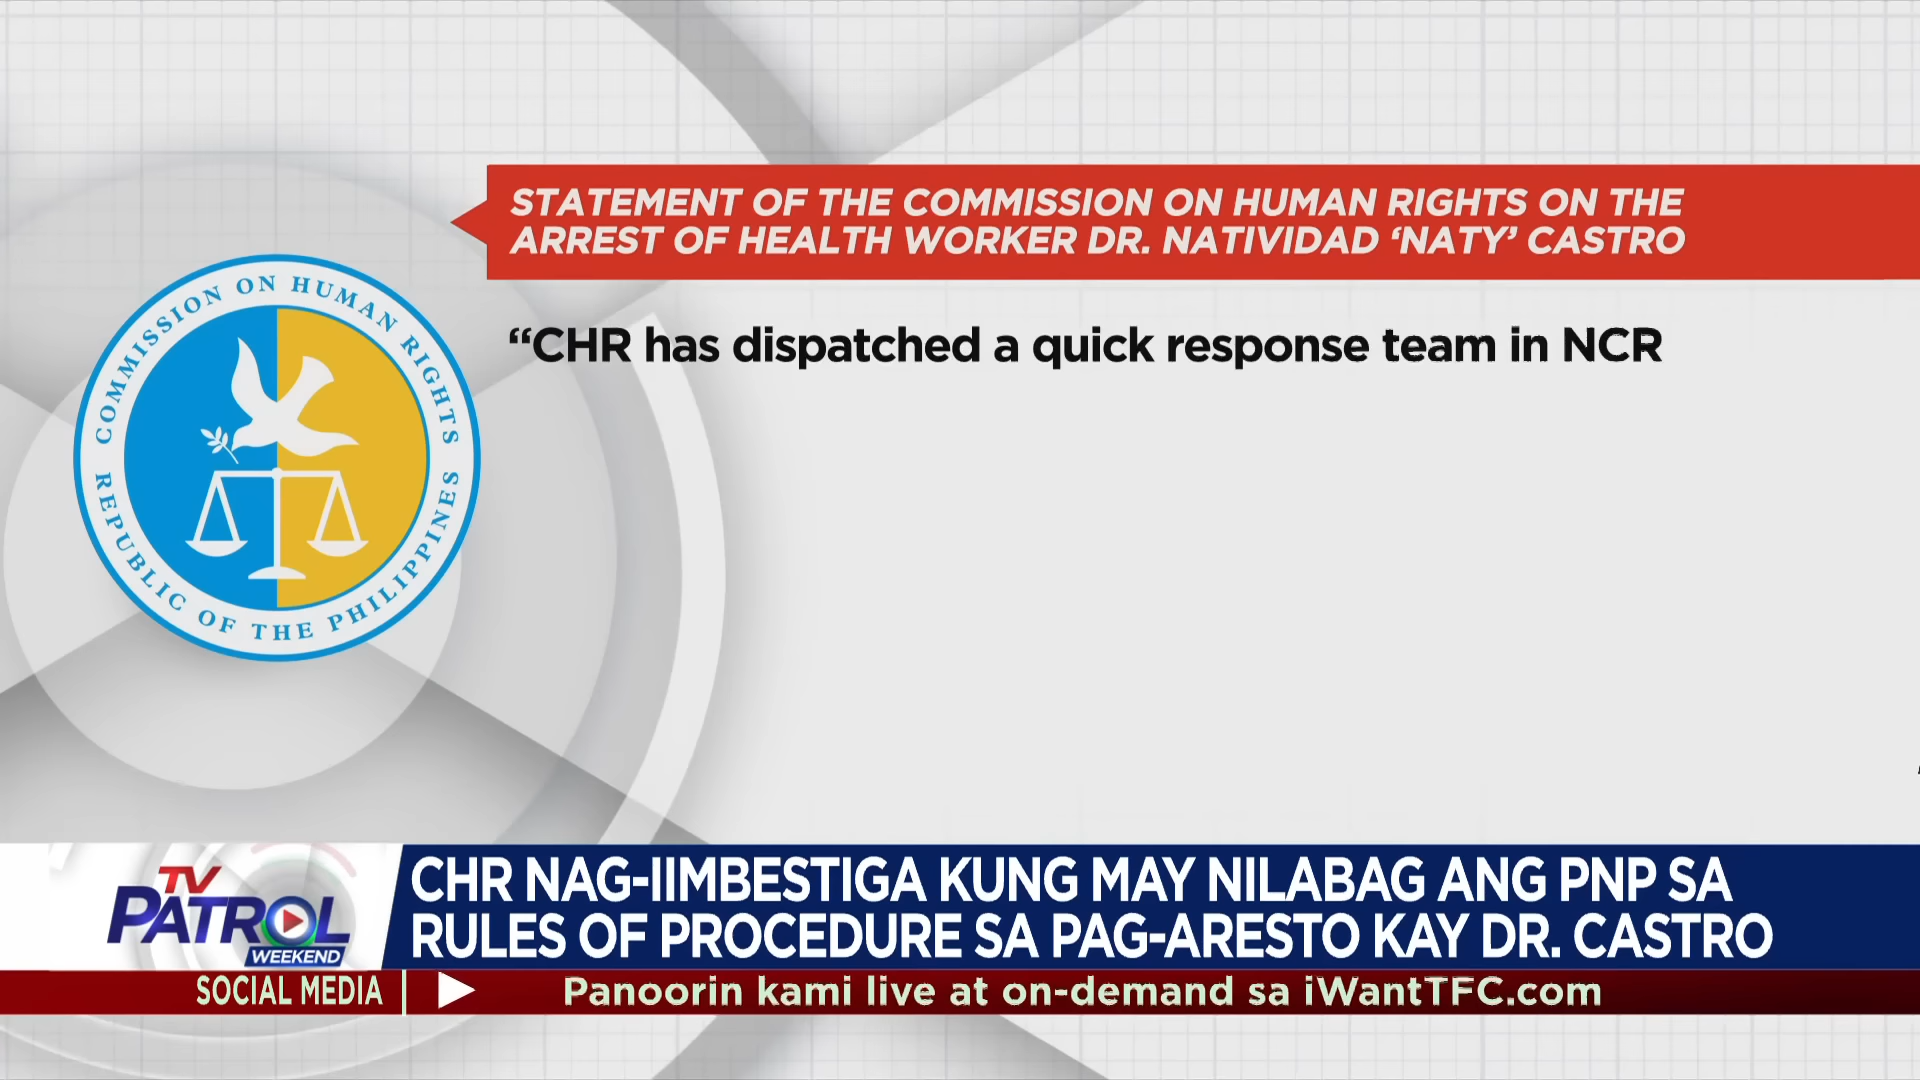 STATEMENT OF THE COMMISSION ON HUMAN RIGHTS ON THE
ARREST OF HEALTH WORKER DR. NATIVIDAD ‘NATY’ CASTRO
“CHR has dispatched a quick response team in NCR
COMMISSION ON HUMAN RIGHTS
REPUBLIC OF THE PHILIPPINES
TV
PATROL
WEEKEND
CHR NAG-IIMBESTIGA KUNG MAY NILABAG ANG PNP SA
RULES OF PROCEDURE SA PAG-ARESTO KAY DR. CASTRO
SOCIAL MEDIA
Panoorin kami live at on-demand sa iWantTFC.com